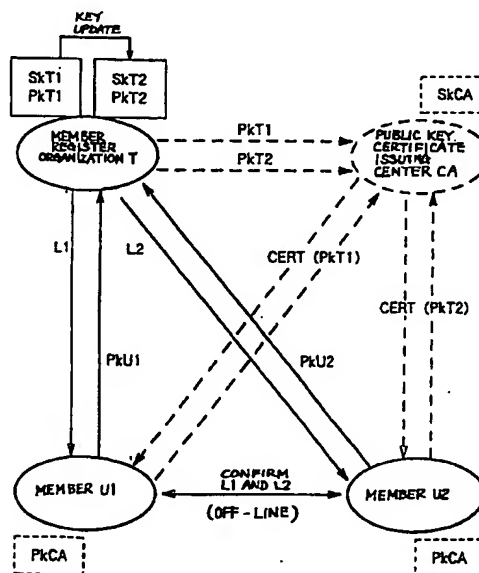 KEY
UPDATE
SkT1
PkT1
SkT2
PkT2
SkCA
MEMBER
REGISTER
ORGANIZATION T
PkT1
PkT2
PUBLIC KEY
CERTIFICATE
ISSUING
CENTER CA
L1
L2
CERT (PkT1)
CERT (PkT2)
PkU1
PkU2
MEMBER U1
CONFIRM
L1 AND L2
(OFF-LINE)
MEMBER U2
PkCA
PkCA